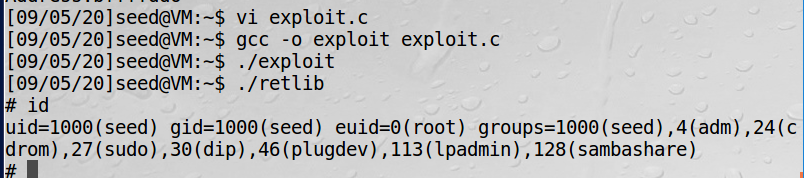 [09/05/20]seed@VM:~$ vi exploit.c
[09/05/20]seed@VM:~$ gcc -o exploit exploit.c
[09/05/20]seed@VM:~$ ./exploit
[09/05/20]seed@VM:~$ ./retlib
# id
uid=1000(seed) gid=1000(seed) euid=0(root) groups=1000(seed),4(adm),24(c
drom),27(sudo),30(dip),46(plugdev),113(lpadmin),128(sambashare)
#